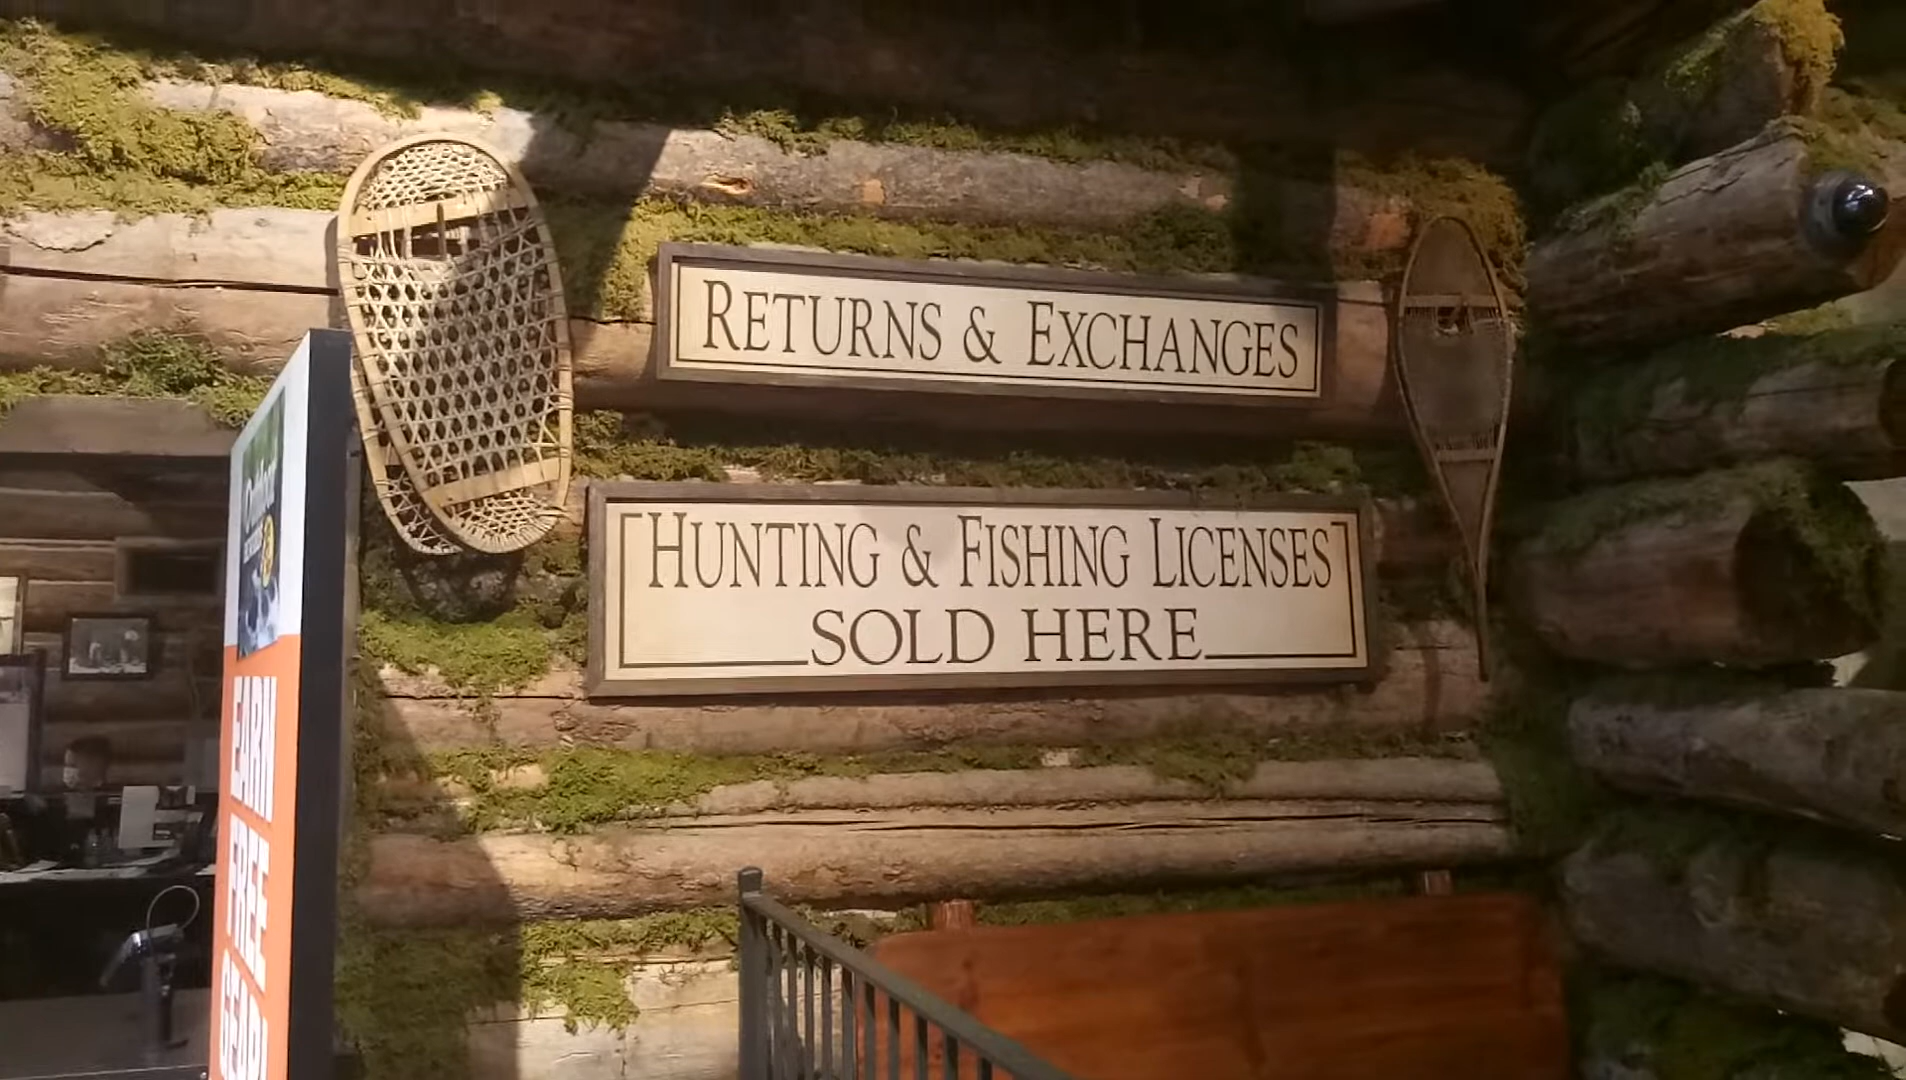 RETURNS & EXCHANGES
HUNTING & FISHING LICENSES
SOLD HERE
EARN
FREE
GEAR!